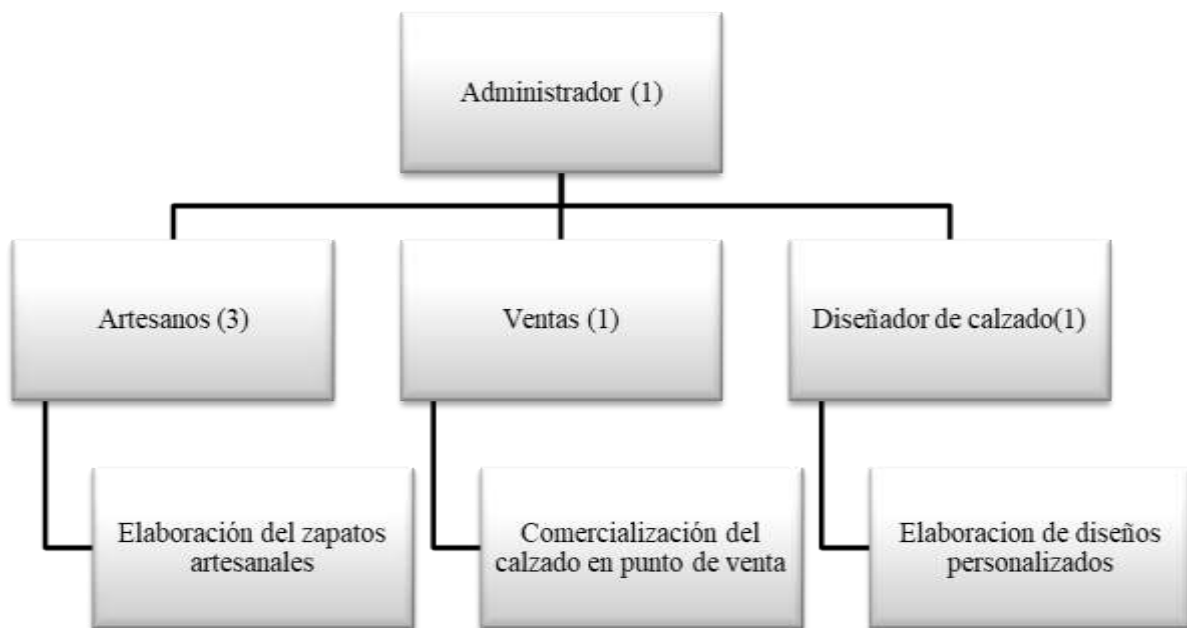 Administrador (1)
Artesanos (3)
Ventas (1)
Diseñador de calzado(1)
Elaboración del zapatos
artesanales
Comercialización del
calzado en punto de venta
Elaboracion de diseños
personalizados